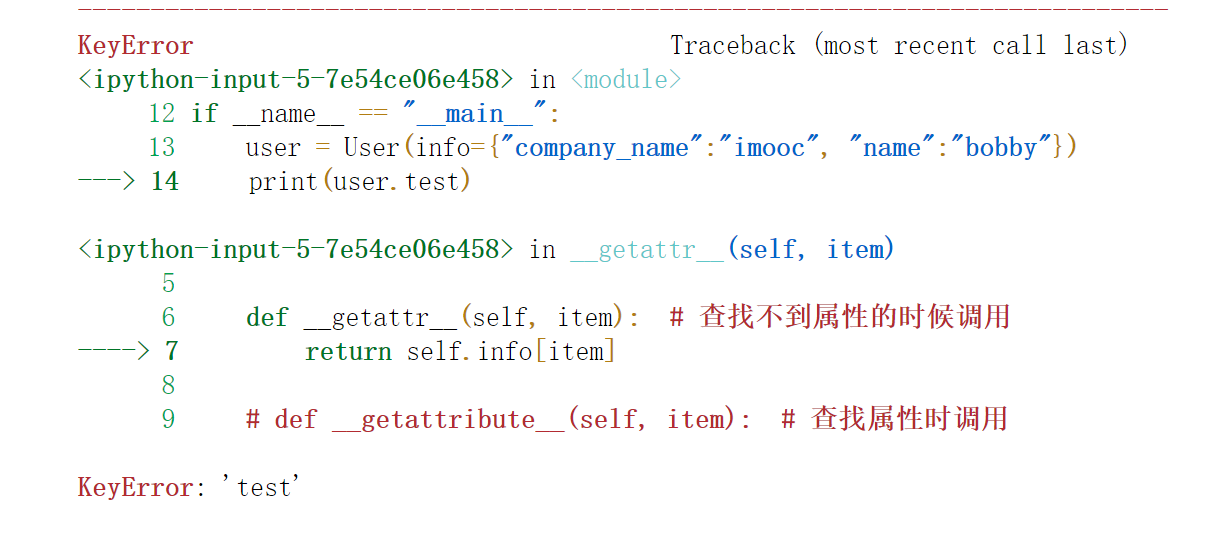 ---------------------------------------------------------------------------
KeyError                                  Traceback (most recent call last)
<ipython-input-5-7e54ce06e458> in <module>
     12 if __name__ == "__main__":
     13     user = User(info={"company_name":"imooc", "name":"bobby"})
---> 14     print(user.test)

<ipython-input-5-7e54ce06e458> in __getattr__(self, item)
      5
      6     def __getattr__(self, item):  # 查找不到属性的时候调用
----> 7         return self.info[item]
      8
      9     # def __getattribute__(self, item):  # 查找属性时调用

KeyError: 'test'